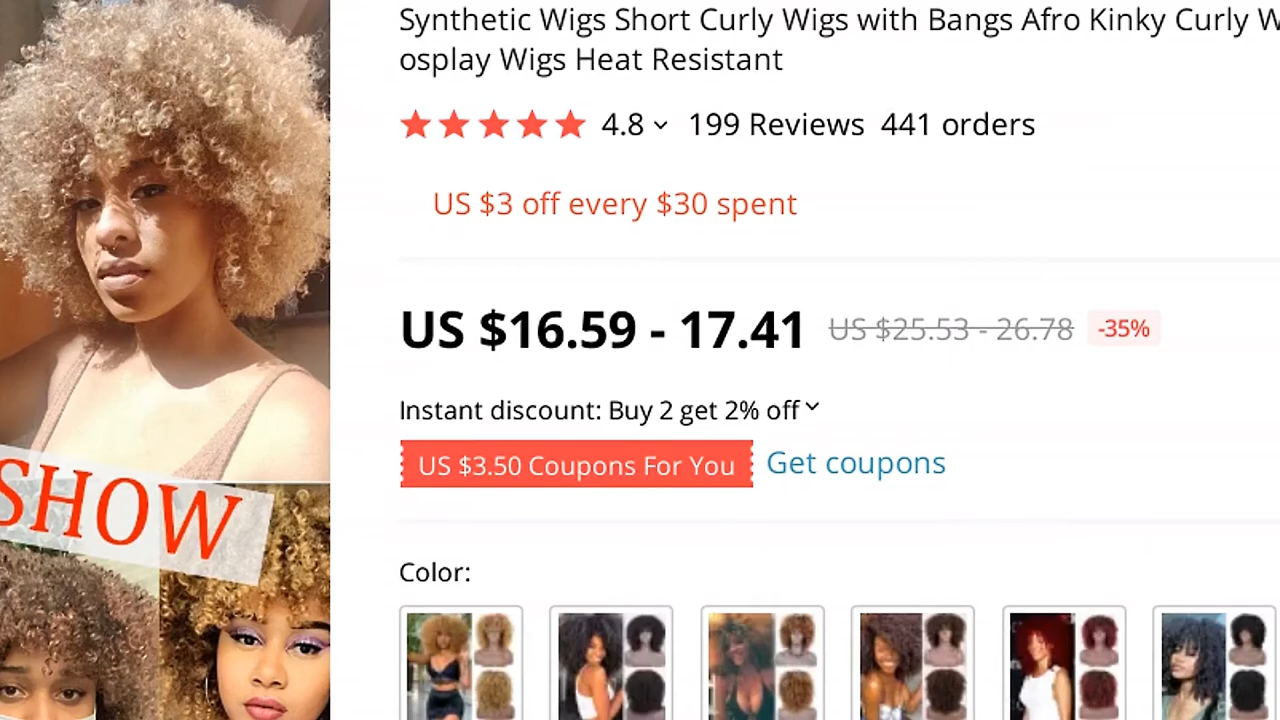 Synthetic Wigs Short Curly Wigs with Bangs Afro Kinky Curly W
osplay Wigs Heat Resistant
4.8 199 Reviews 441 orders
US $3 off every $30 spent
US $16.59 - 17.41 US $25.53 - 26.78 -35%
Instant discount: Buy 2 get 2% off
US $3.50 Coupons For You Get coupons
SHOW
Color: